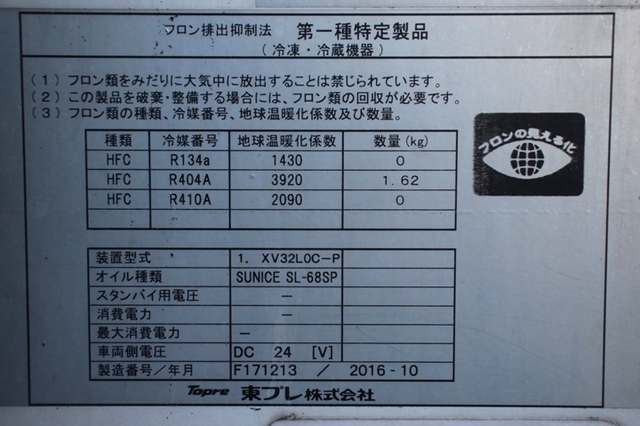 フロン排出抑制法 第一種特定製品
(冷凍・冷蔵機器)
(1) フロン類をみだりに大気中に放出することは禁じられています。
(2) この製品を破棄・整備する場合には、フロン類の回収が必要です。
(3) フロン類の種類、冷媒番号、地球温暖化係数及び数量。
種類 冷媒番号 地球温暖化係数 数量(kg)
HFC R134a 1430 0
HFC R404A 3920 1.62
HFC R410A 2090 0
フロンの見える化
装置型式 1. XV32L0C-P
オイル種類 SUNICE SL-68SP
スタンバイ用電圧 －
消費電力 －
最大消費電力 －
車両側電圧 DC 24 [V]
製造番号／年月 F171213 ／ 2016-10
Topre 東プレ株式会社